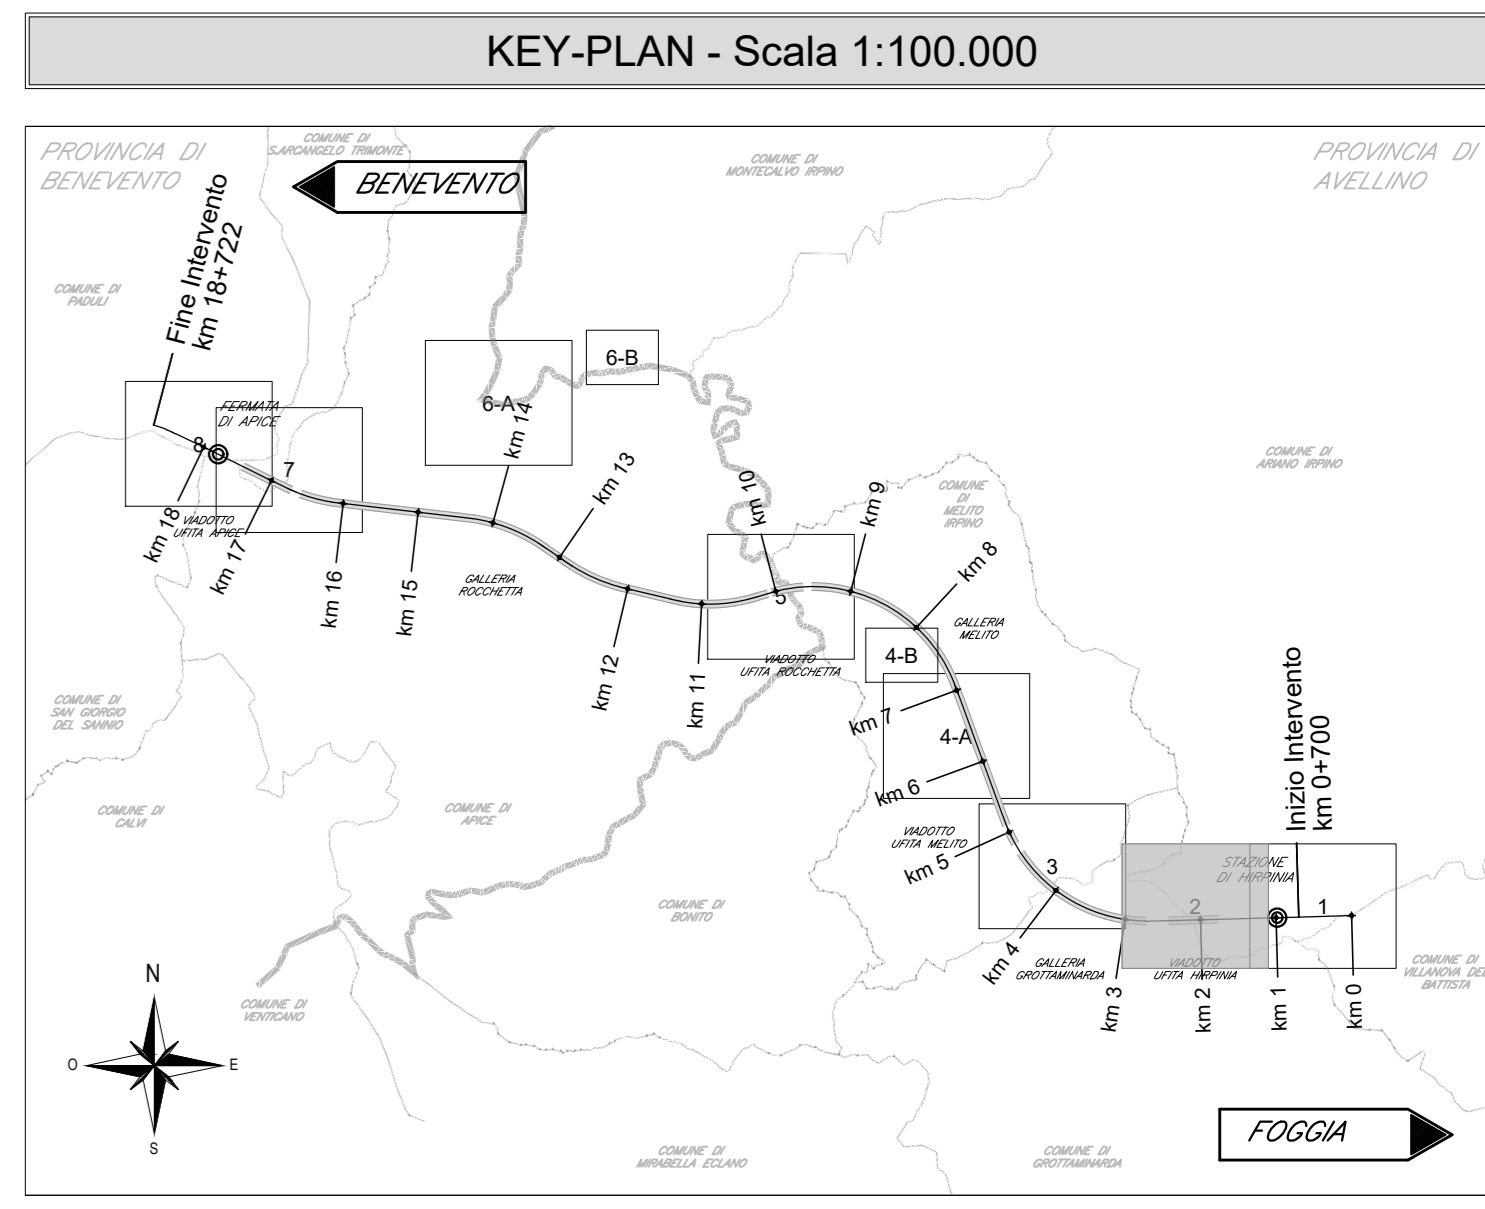 KEY-PLAN - Scala 1:100.000
PROVINCIA DI
BENEVENTO
COMUNE DI
S.ARCANGELO TRIMONTE
BENEVENTO
COMUNE DI
MONTECALVO IRPINO
PROVINCIA DI
AVELLINO
Fine Intervento
km 18+722
COMUNE DI
PADULI
6-B
6-A
km 14
FERMATA
DI APICE
8
7
km 13
km 10
km 9
COMUNE
DI
MELITO
IRPINO
COMUNE DI
ARIANO IRPINO
km 18
VIADOTTO
UFITA APICE
km 17
km 16
km 15
GALLERIA
ROCCHETTA
km 12
km 11
5
VIADOTTO
UFITA ROCCHETTA
km 8
GALLERIA
MELITO
4-B
km 7
4-A
km 6
Inizio Intervento
km 0+700
COMUNE DI
SAN GIORGIO
DEL SANNIO
COMUNE DI
CALVI
COMUNE DI
APICE
VIADOTTO
UFITA MELITO
km 5
3
STAZIONE
DI HIRPINIA
2
1
COMUNE DI
BONITO
km 4
GALLERIA
GROTTAMINARDA
VIADOTTO
UFITA HIRPINIA
km 3
km 2
km 1
km 0
COMUNE DI
VILLANOVA DEL
BATTISTA
COMUNE DI
VENTICANO
N
O
E
S
FOGGIA
COMUNE DI
MIRABELLA ECLANO
COMUNE DI
GROTTAMINARDA